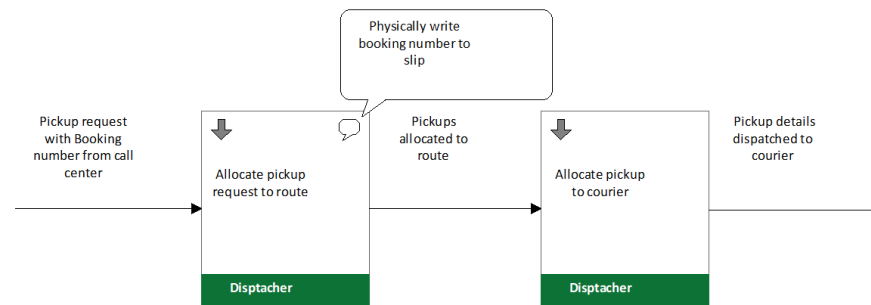 Physically write
booking number to
slip
Pickup request
with Booking
number from call
center
Pickups
allocated to
route
Pickup details
dispatched to
courier
Allocate pickup
request to route
Allocate pickup
to courier
Disptacher
Disptacher